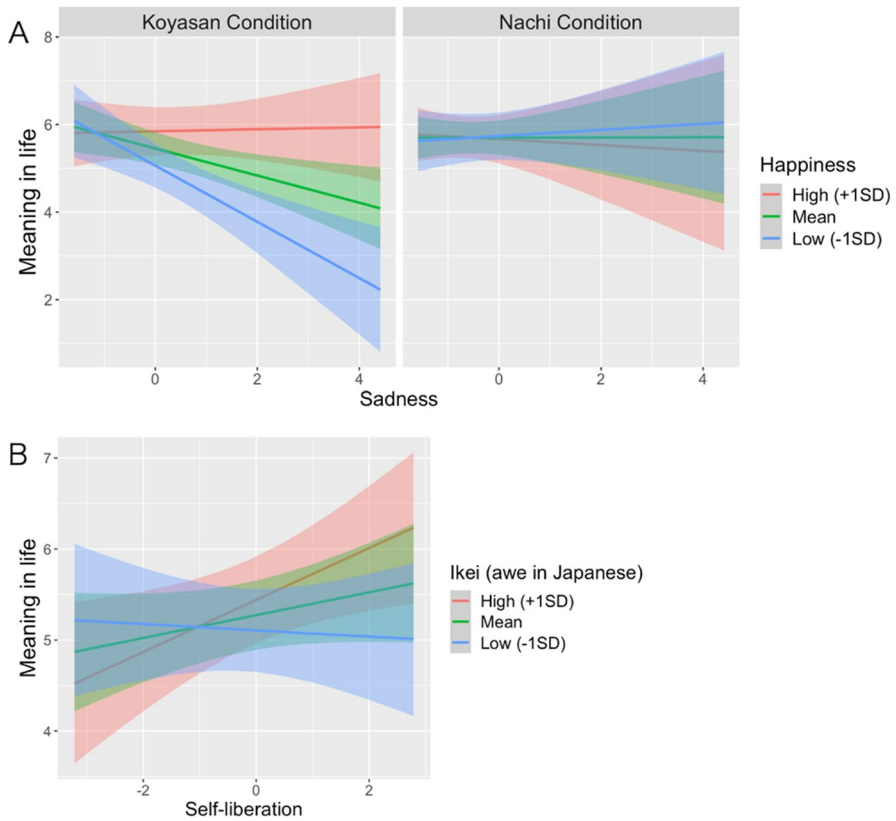 A
Koyasan Condition
Nachi Condition
8
6
4
2
Meaning in life
0 2 4
0 2 4
Sadness
Happiness
High (+1SD)
Mean
Low (-1SD)
B
7
6
5
4
Meaning in life
-2 0 2
Self-liberation
Ikei (awe in Japanese)
High (+1SD)
Mean
Low (-1SD)